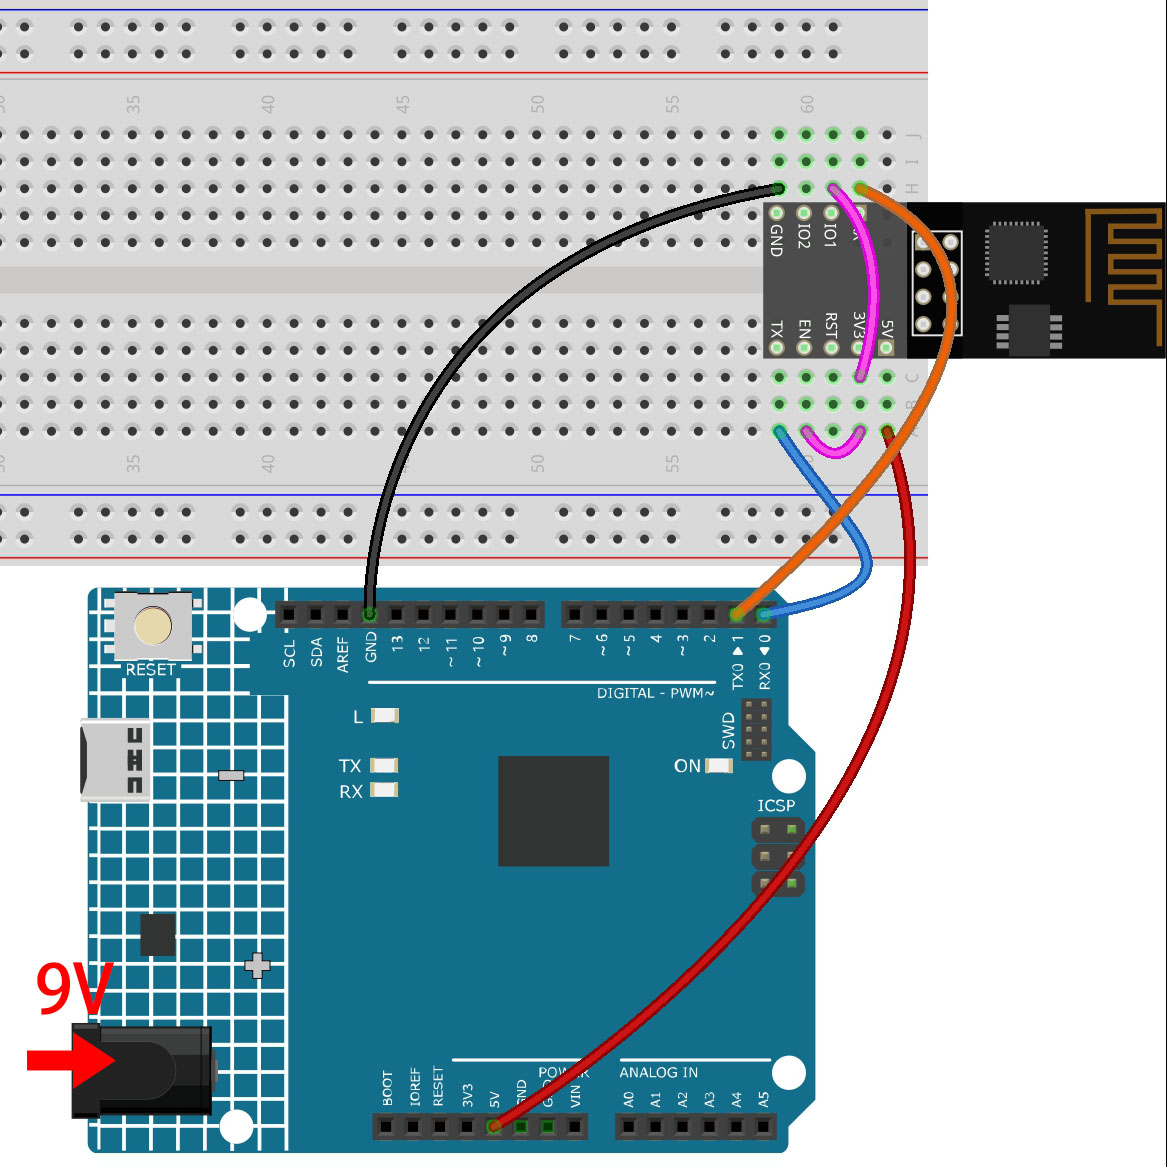 35 40 45 50 55 60
J
I
H
GND IO2 IO1
TX EN RST 3V3 5V
C
B
A
40 50 55
SCL SDA AREF GND 13 12 ~11 ~10 ~9 8 7 ~6 ~5 4 ~3 2 TX0▶1 RX0◀0
RESET
DIGITAL - PWM~
L
SWD
TX
ON
RX
ICSP
9V
POWER
ANALOG IN
BOOT IOREF RESET 3V3 5V GND GND VIN A0 A1 A2 A3 A4 A5